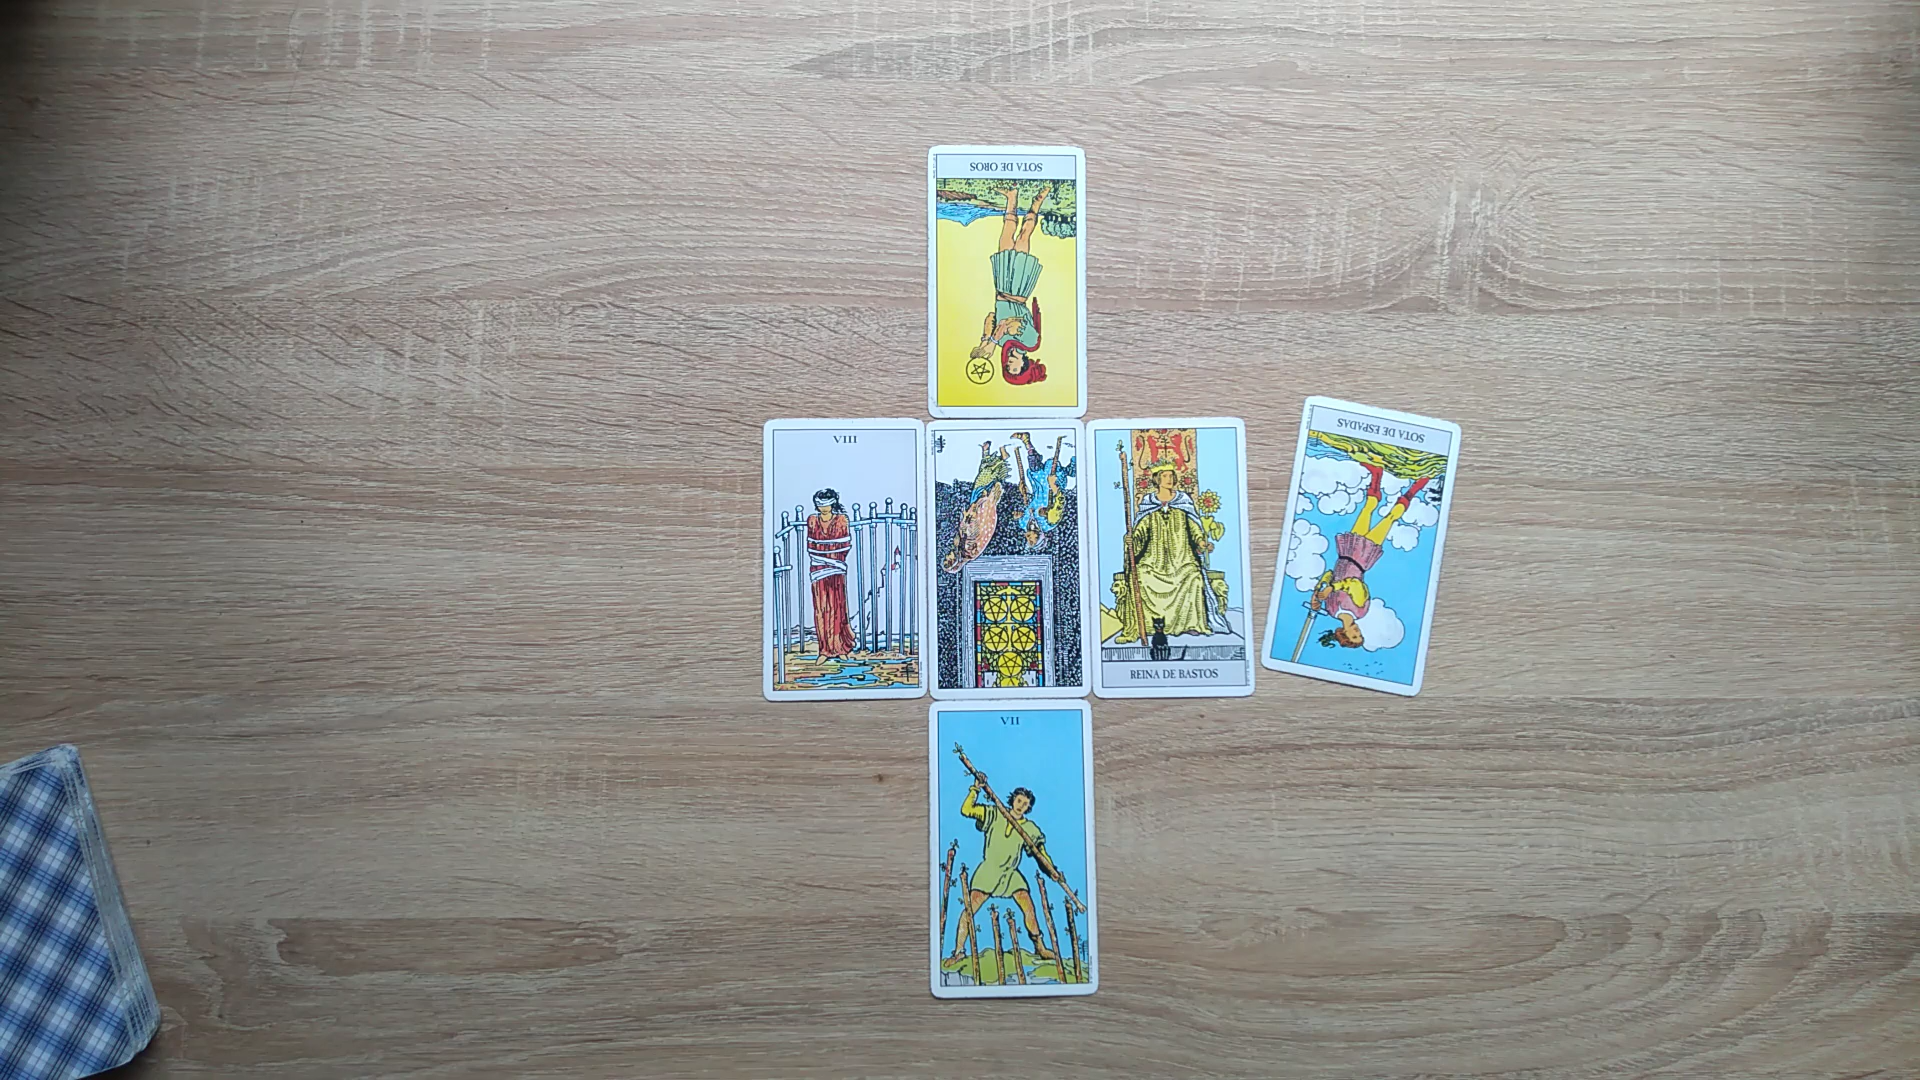 SOTA DE OROS
VIII
REINA DE BASTOS
SOTA DE ESPADAS
VII